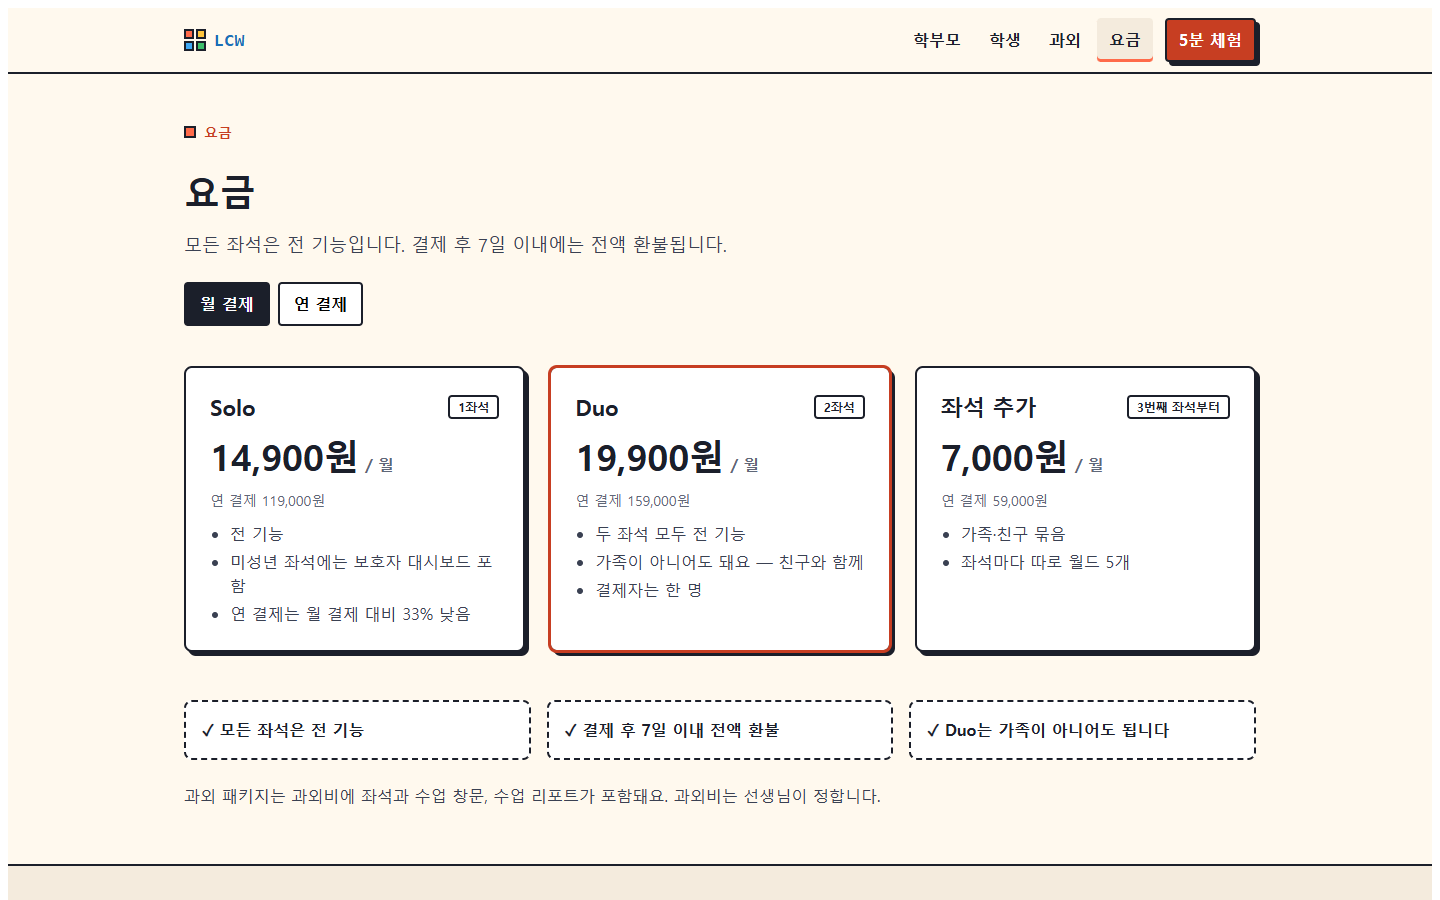 LCW
학부모
학생
과외
요금
5분 체험
요금
요금
모든 좌석은 전 기능입니다. 결제 후 7일 이내에는 전액 환불됩니다.
월 결제
연 결제
Solo
1좌석
14,900원 / 월
연 결제 119,000원
• 전 기능
• 미성년 좌석에는 보호자 대시보드 포
함
• 연 결제는 월 결제 대비 33% 낮음
Duo
2좌석
19,900원 / 월
연 결제 159,000원
• 두 좌석 모두 전 기능
• 가족이 아니어도 돼요 — 친구와 함께
• 결제자는 한 명
좌석 추가
3번째 좌석부터
7,000원 / 월
연 결제 59,000원
• 가족·친구 묶음
• 좌석마다 따로 월드 5개
✓ 모든 좌석은 전 기능
✓ 결제 후 7일 이내 전액 환불
✓ Duo는 가족이 아니어도 됩니다
과외 패키지는 과외비에 좌석과 수업 창문, 수업 리포트가 포함돼요. 과외비는 선생님이 정합니다.